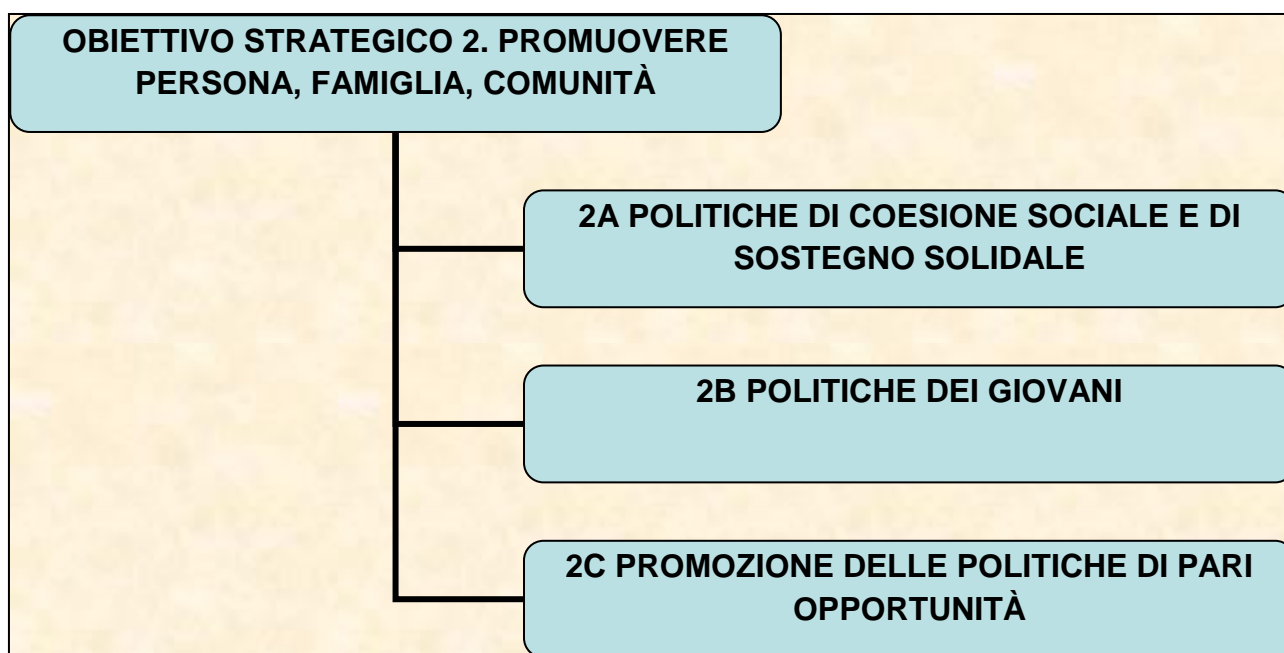 OBIETTIVO STRATEGICO 2. PROMUOVERE
PERSONA, FAMIGLIA, COMUNITÀ
2A POLITICHE DI COESIONE SOCIALE E DI
SOSTEGNO SOLIDALE
2B POLITICHE DEI GIOVANI
2C PROMOZIONE DELLE POLITICHE DI PARI
OPPORTUNITÀ